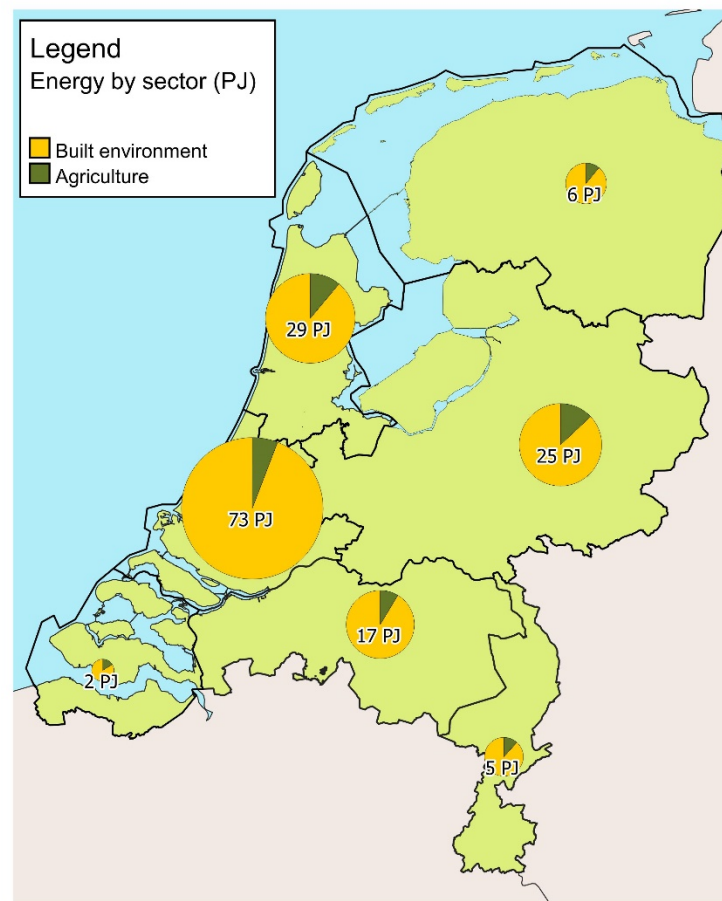 Legend
Energy by sector (PJ)
Built environment
Agriculture
6 PJ
29 PJ
25 PJ
73 PJ
17 PJ
2 PJ
5 PJ